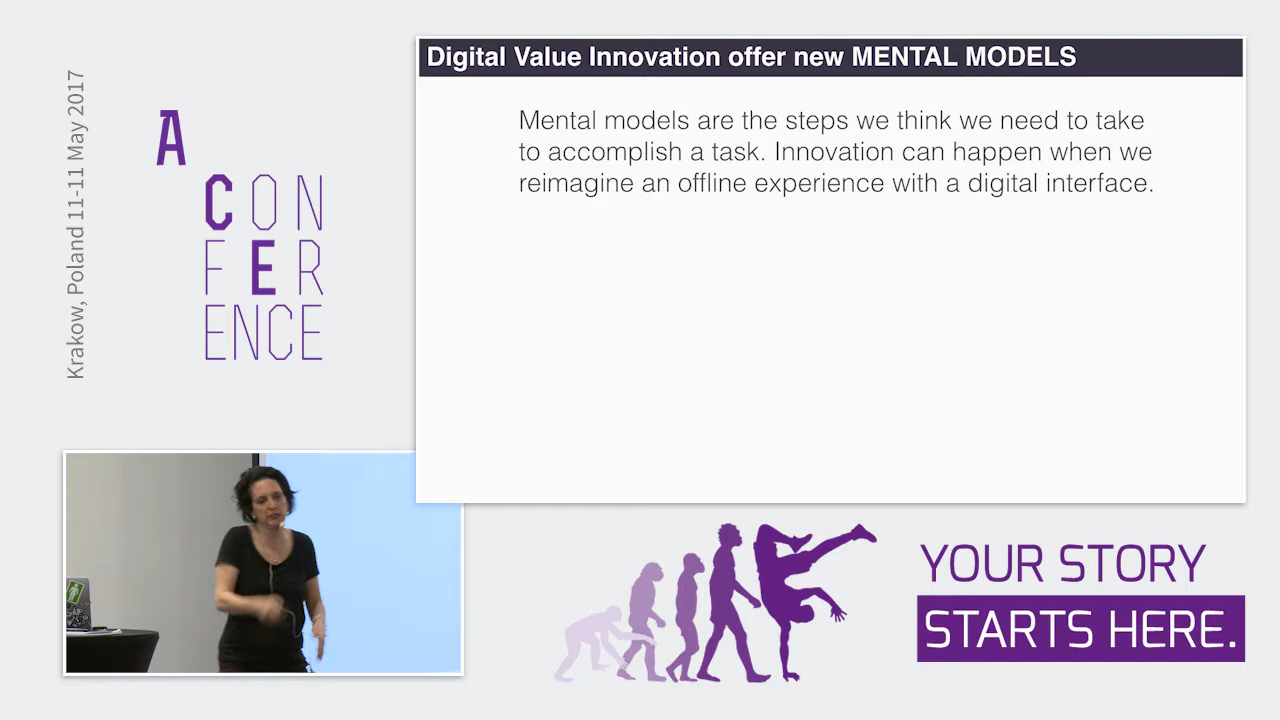 Krakow, Poland 11-11 May 2017
A
CON
FER
ENCE
Digital Value Innovation offer new MENTAL MODELS
Mental models are the steps we think we need to take
to accomplish a task. Innovation can happen when we
reimagine an offline experience with a digital interface.
YOUR STORY
STARTS HERE.